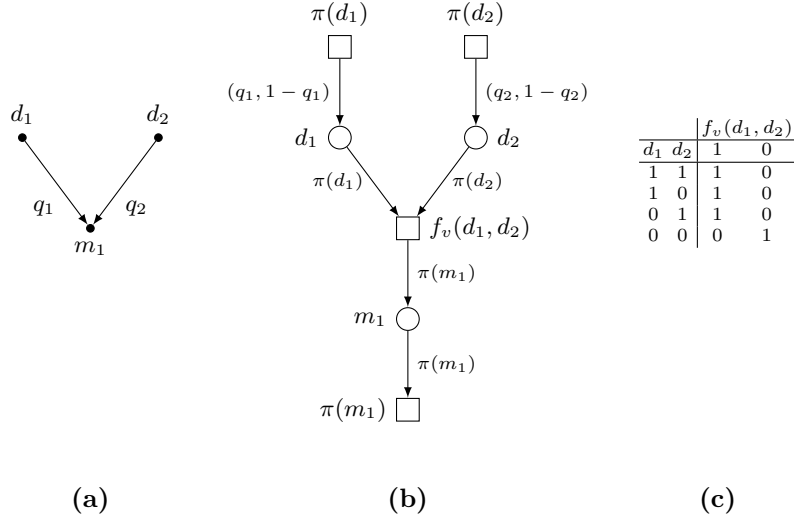 π(d₁) π(d₂)
(q₁, 1 − q₁) (q₂, 1 − q₂)
d₁ d₂
q₁ q₂
m₁
d₁ d₂
π(d₁) π(d₂)
f_v(d₁, d₂)
π(m₁)
m₁
π(m₁)
π(m₁)
f_v(d₁, d₂)
d₁ d₂ 1 0
1 1 1 0
1 0 1 0
0 1 1 0
0 0 0 1
(a) (b) (c)